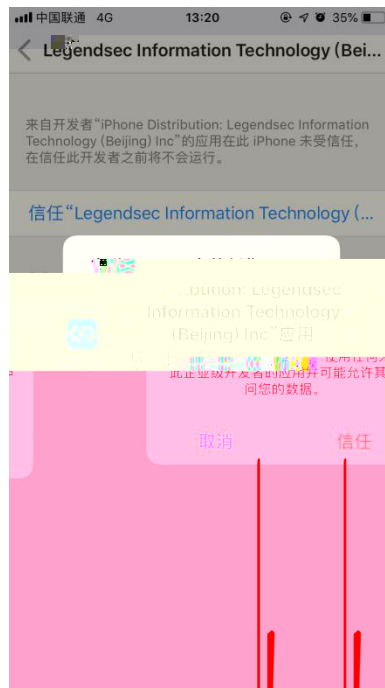 中国联通 4G 13:20 35%
Legendsec Information Technology (Bei...
来自开发者“iPhone Distribution: Legendsec Information
Technology (Beijing) Inc”的应用在此 iPhone 未受信任，
在信任此开发者之前将不会运行。
信任“Legendsec Information Technology (...
bution: Legendsec
Information Technology
(Beijing) Inc”应用
此企业级开发者的应用并可能允许其
问您的数据。
取消 信任